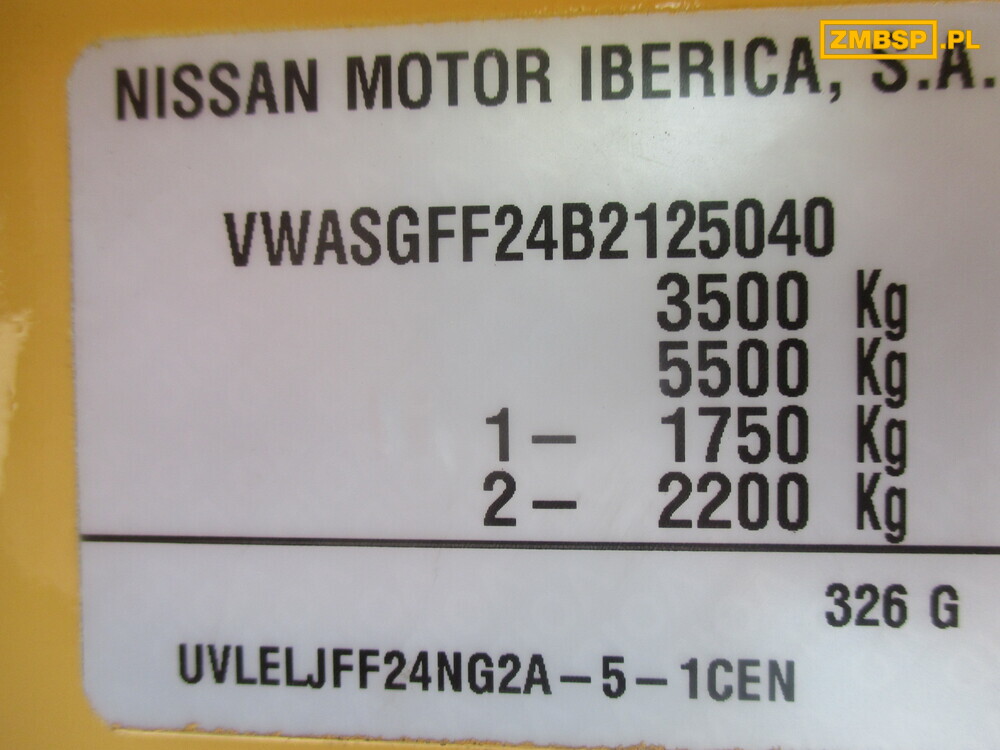 ZMBSP.PL
NISSAN MOTOR IBERICA, S.A.
VWASGFF24B2125040
3500 Kg
5500 Kg
1– 1750 Kg
2– 2200 Kg
326 G
UVLELJFF24NG2A–5–1CEN